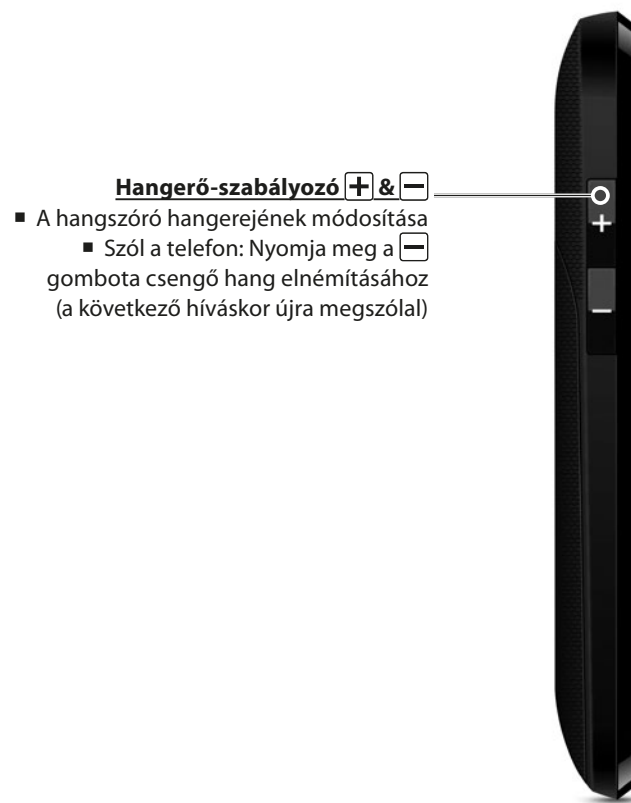 Hangerő-szabályozó + & −
▪ A hangszóró hangerejének módosítása
▪ Szól a telefon: Nyomja meg a −
gombota csengő hang elnémításához
(a következő híváskor újra megszólal)
+
−